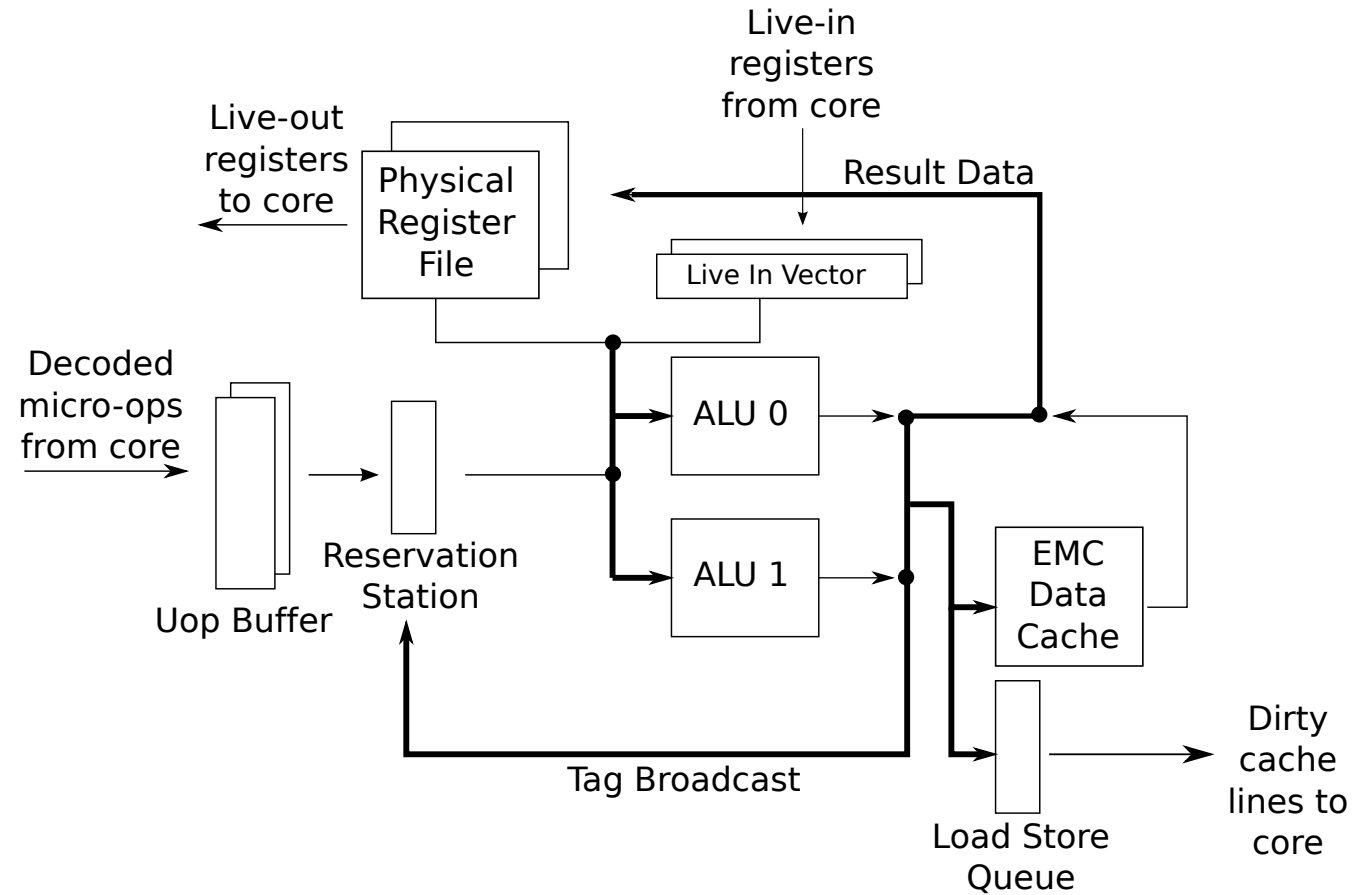 Live-in
registers
from core
Live-out
registers
to core
Physical
Register
File
Result Data
Live In Vector
Decoded
micro-ops
from core
ALU 0
ALU 1
Reservation
Station
Uop Buffer
EMC
Data
Cache
Tag Broadcast
Dirty
cache
lines to
core
Load Store
Queue